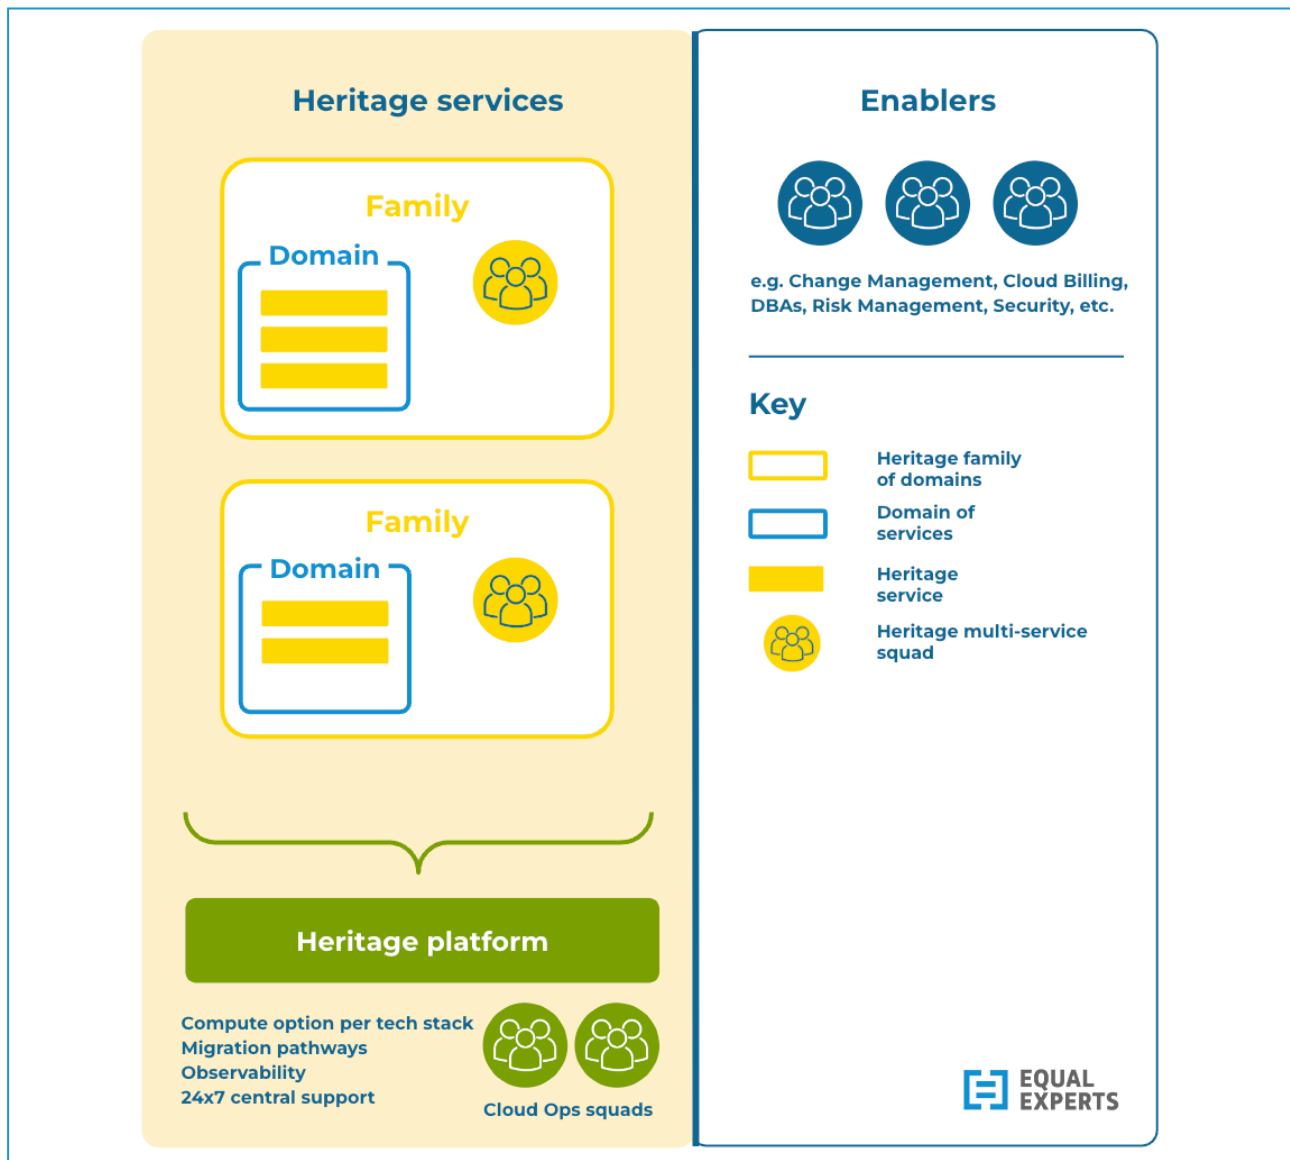 Heritage services
Family
Domain
Family
Domain
Heritage platform
Compute option per tech stack
Migration pathways
Observability
24x7 central support
Cloud Ops squads
Enablers
e.g. Change Management, Cloud Billing,
DBAs, Risk Management, Security, etc.
Key
Heritage family
of domains
Domain of
services
Heritage
service
Heritage multi-service
squad
EQUAL
EXPERTS